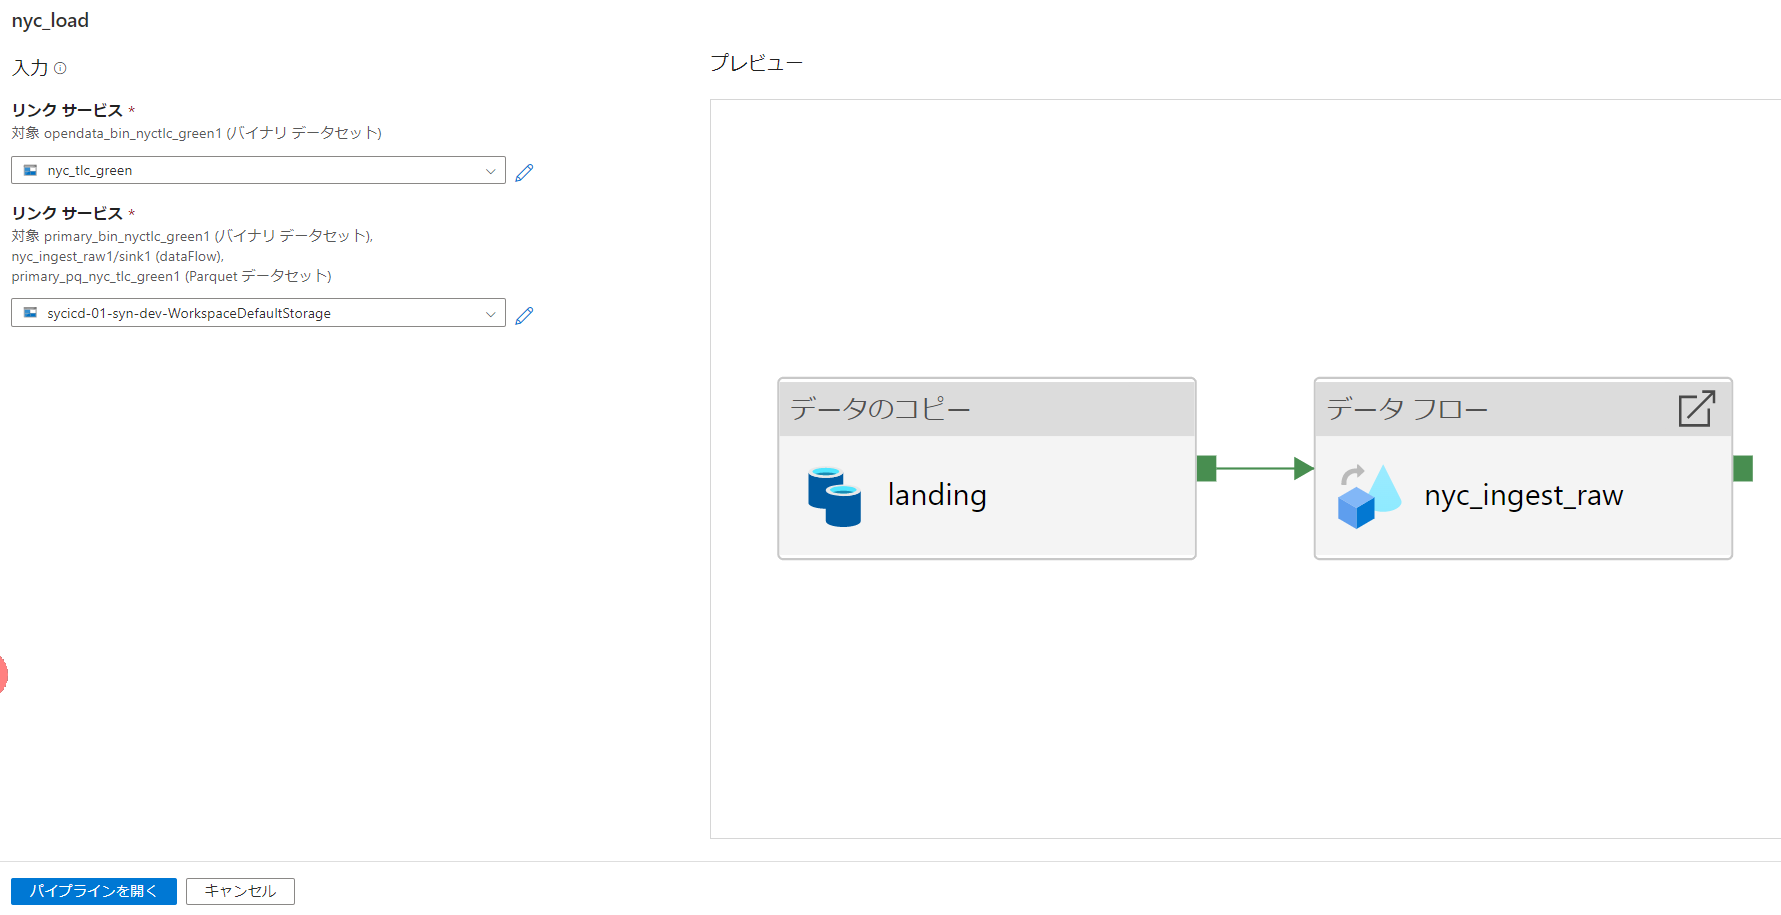 nyc_load
入力
リンク サービス *
対象 opendata_bin_nyctlc_green1 (バイナリ データセット)
nyc_tlc_green
リンク サービス *
対象 primary_bin_nyctlc_green1 (バイナリ データセット),
nyc_ingest_raw1/sink1 (dataFlow),
primary_pq_nyc_tlc_green1 (Parquet データセット)
sycicd-01-syn-dev-WorkspaceDefaultStorage
プレビュー
データのコピー
landing
データ フロー
nyc_ingest_raw
パイプラインを開く
キャンセル